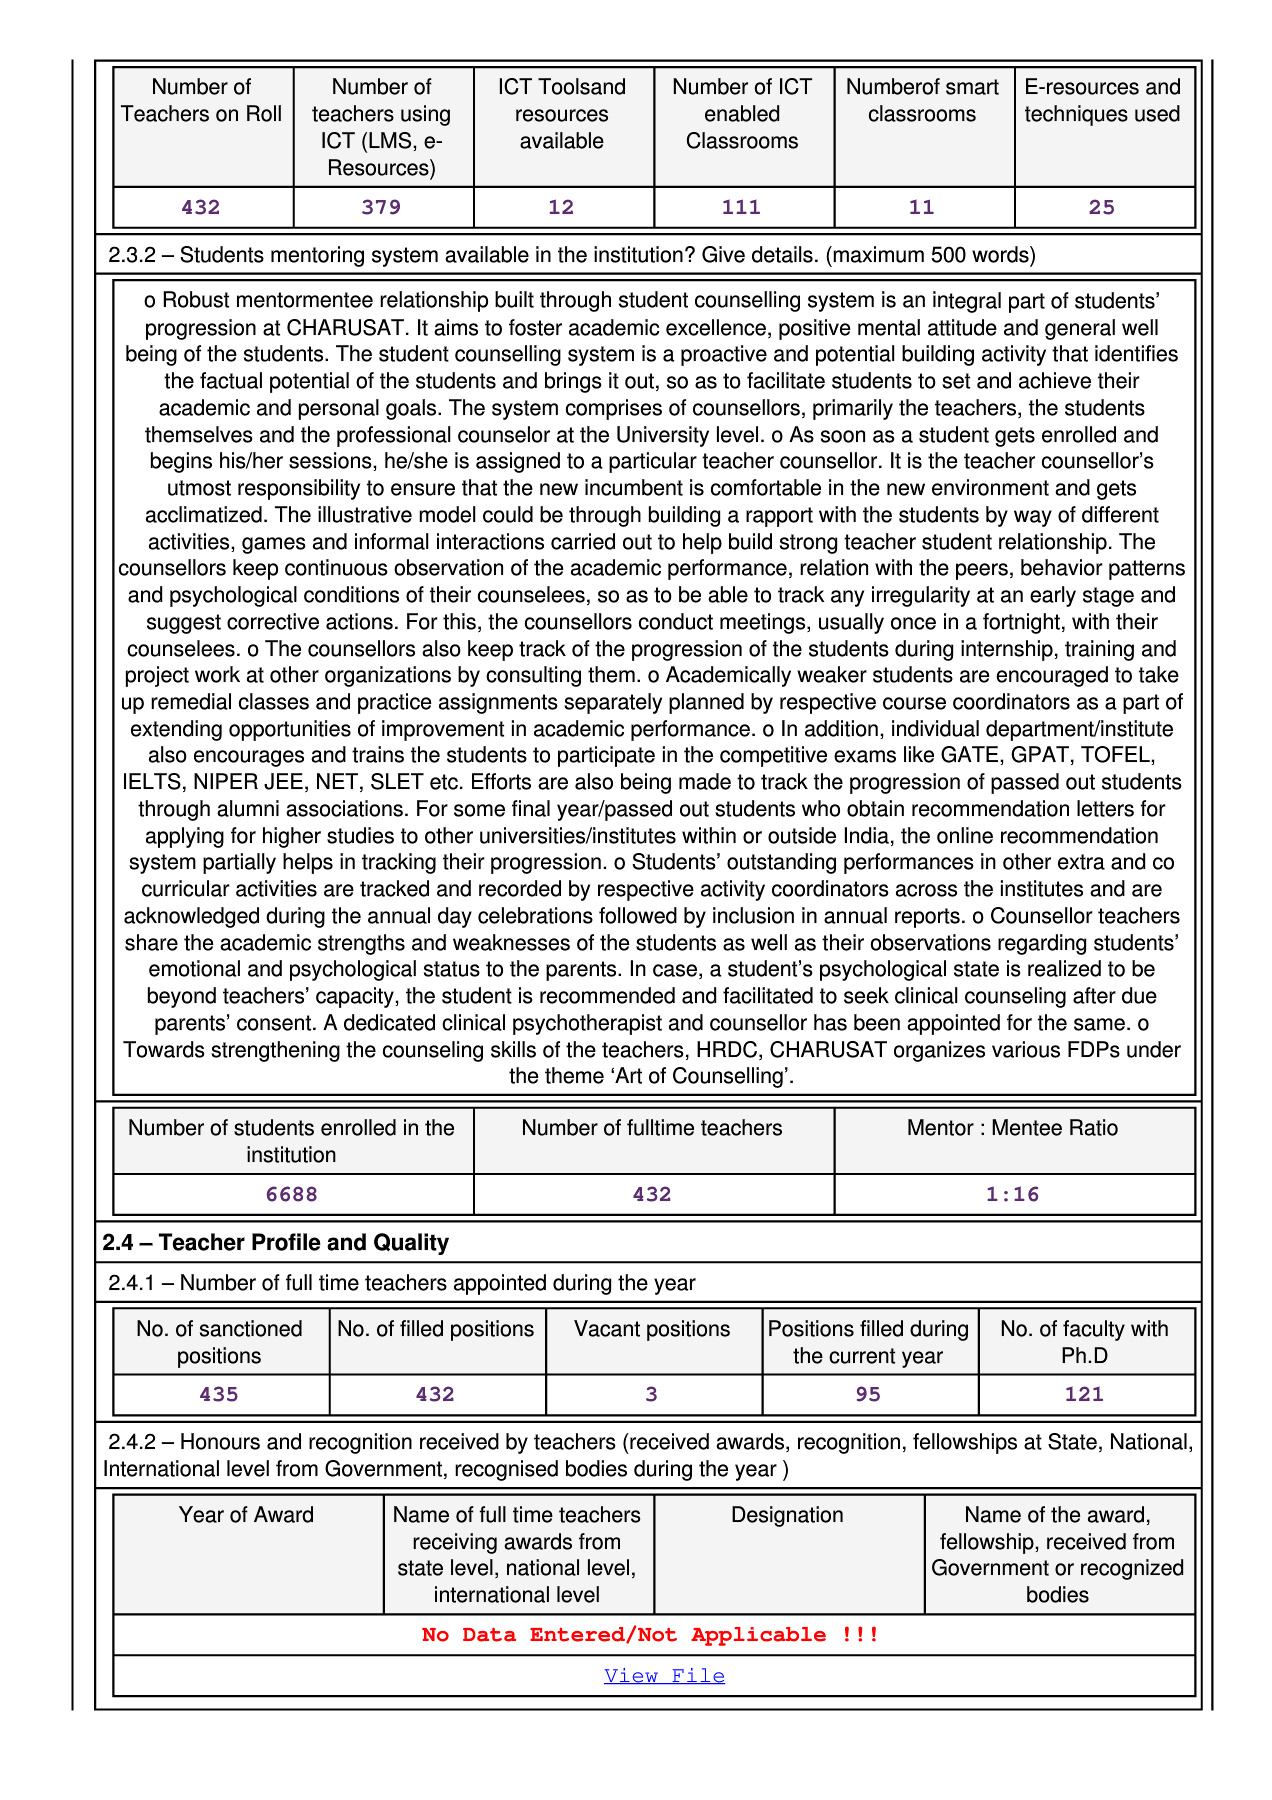 Number of Teachers on Roll
Number of teachers using ICT (LMS, e-Resources)
ICT Toolsand resources available
Number of ICT enabled Classrooms
Numberof smart classrooms
E-resources and techniques used
432 379 12 111 11 25
2.3.2 – Students mentoring system available in the institution? Give details. (maximum 500 words)
o Robust mentormentee relationship built through student counselling system is an integral part of students’
progression at CHARUSAT. It aims to foster academic excellence, positive mental attitude and general well
being of the students. The student counselling system is a proactive and potential building activity that identifies
the factual potential of the students and brings it out, so as to facilitate students to set and achieve their
academic and personal goals. The system comprises of counsellors, primarily the teachers, the students
themselves and the professional counselor at the University level. o As soon as a student gets enrolled and
begins his/her sessions, he/she is assigned to a particular teacher counsellor. It is the teacher counsellor’s
utmost responsibility to ensure that the new incumbent is comfortable in the new environment and gets
acclimatized. The illustrative model could be through building a rapport with the students by way of different
activities, games and informal interactions carried out to help build strong teacher student relationship. The
counsellors keep continuous observation of the academic performance, relation with the peers, behavior patterns
and psychological conditions of their counselees, so as to be able to track any irregularity at an early stage and
suggest corrective actions. For this, the counsellors conduct meetings, usually once in a fortnight, with their
counselees. o The counsellors also keep track of the progression of the students during internship, training and
project work at other organizations by consulting them. o Academically weaker students are encouraged to take
up remedial classes and practice assignments separately planned by respective course coordinators as a part of
extending opportunities of improvement in academic performance. o In addition, individual department/institute
also encourages and trains the students to participate in the competitive exams like GATE, GPAT, TOFEL,
IELTS, NIPER JEE, NET, SLET etc. Efforts are also being made to track the progression of passed out students
through alumni associations. For some final year/passed out students who obtain recommendation letters for
applying for higher studies to other universities/institutes within or outside India, the online recommendation
system partially helps in tracking their progression. o Students’ outstanding performances in other extra and co
curricular activities are tracked and recorded by respective activity coordinators across the institutes and are
acknowledged during the annual day celebrations followed by inclusion in annual reports. o Counsellor teachers
share the academic strengths and weaknesses of the students as well as their observations regarding students’
emotional and psychological status to the parents. In case, a student’s psychological state is realized to be
beyond teachers’ capacity, the student is recommended and facilitated to seek clinical counseling after due
parents’ consent. A dedicated clinical psychotherapist and counsellor has been appointed for the same. o
Towards strengthening the counseling skills of the teachers, HRDC, CHARUSAT organizes various FDPs under
the theme ‘Art of Counselling’.
Number of students enrolled in the institution
Number of fulltime teachers
Mentor : Mentee Ratio
6688 432 1:16
2.4 – Teacher Profile and Quality
2.4.1 – Number of full time teachers appointed during the year
No. of sanctioned positions
No. of filled positions
Vacant positions
Positions filled during the current year
No. of faculty with Ph.D
435 432 3 95 121
2.4.2 – Honours and recognition received by teachers (received awards, recognition, fellowships at State, National,
International level from Government, recognised bodies during the year )
Year of Award
Name of full time teachers receiving awards from state level, national level, international level
Designation
Name of the award, fellowship, received from Government or recognized bodies
No Data Entered/Not Applicable !!!
View File